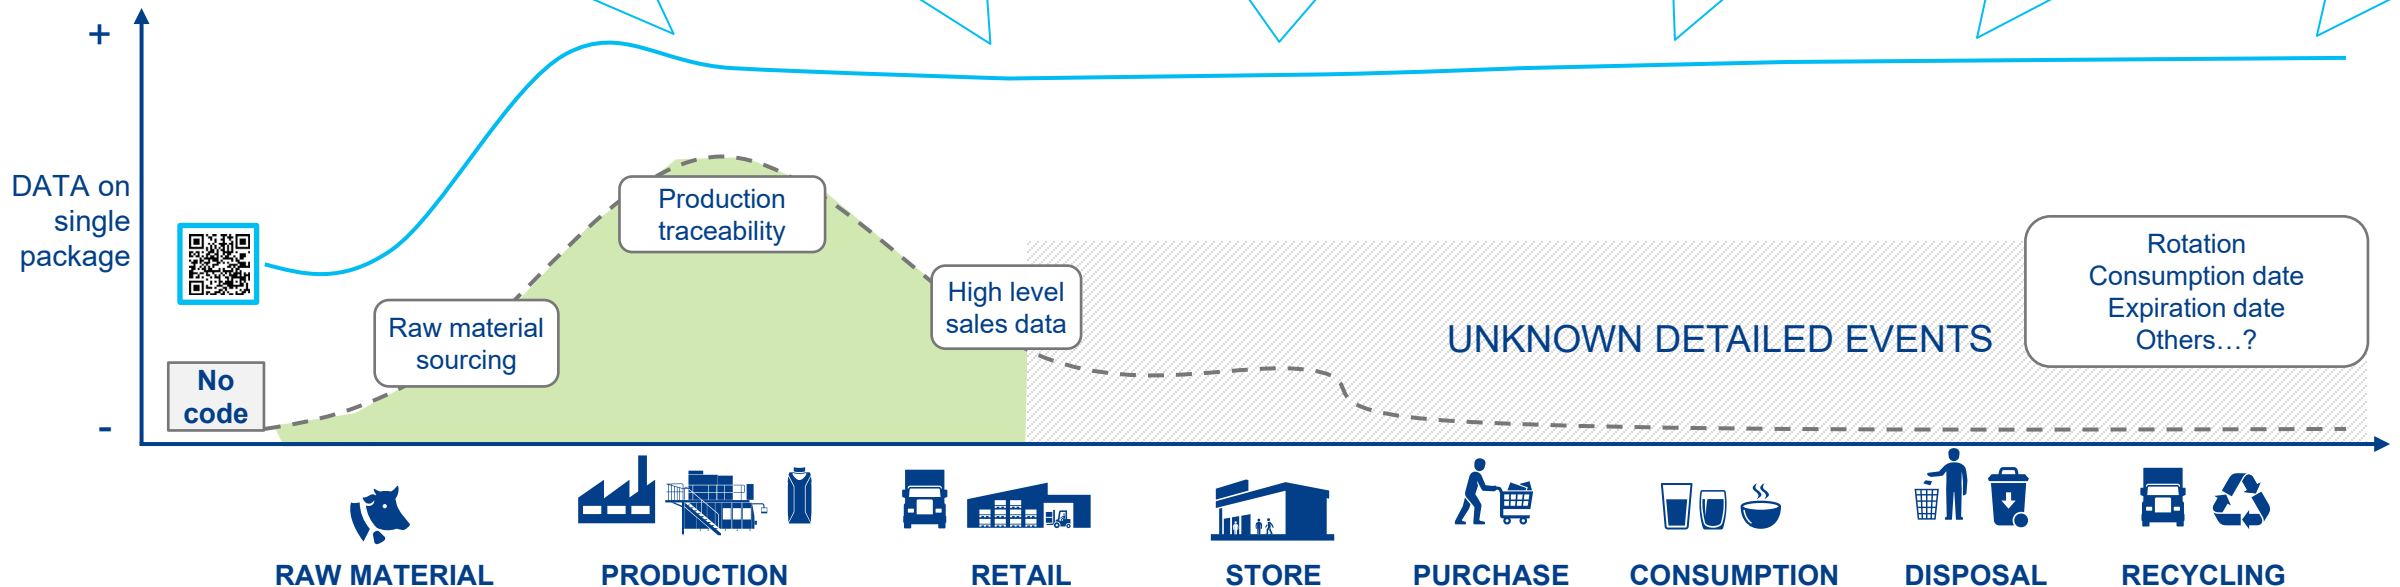 +
DATA on
single
package
-
No
code
Raw material
sourcing
Production
traceability
High level
sales data
UNKNOWN DETAILED EVENTS
Rotation
Consumption date
Expiration date
Others…?
RAW MATERIAL
PRODUCTION
RETAIL
STORE
PURCHASE
CONSUMPTION
DISPOSAL
RECYCLING